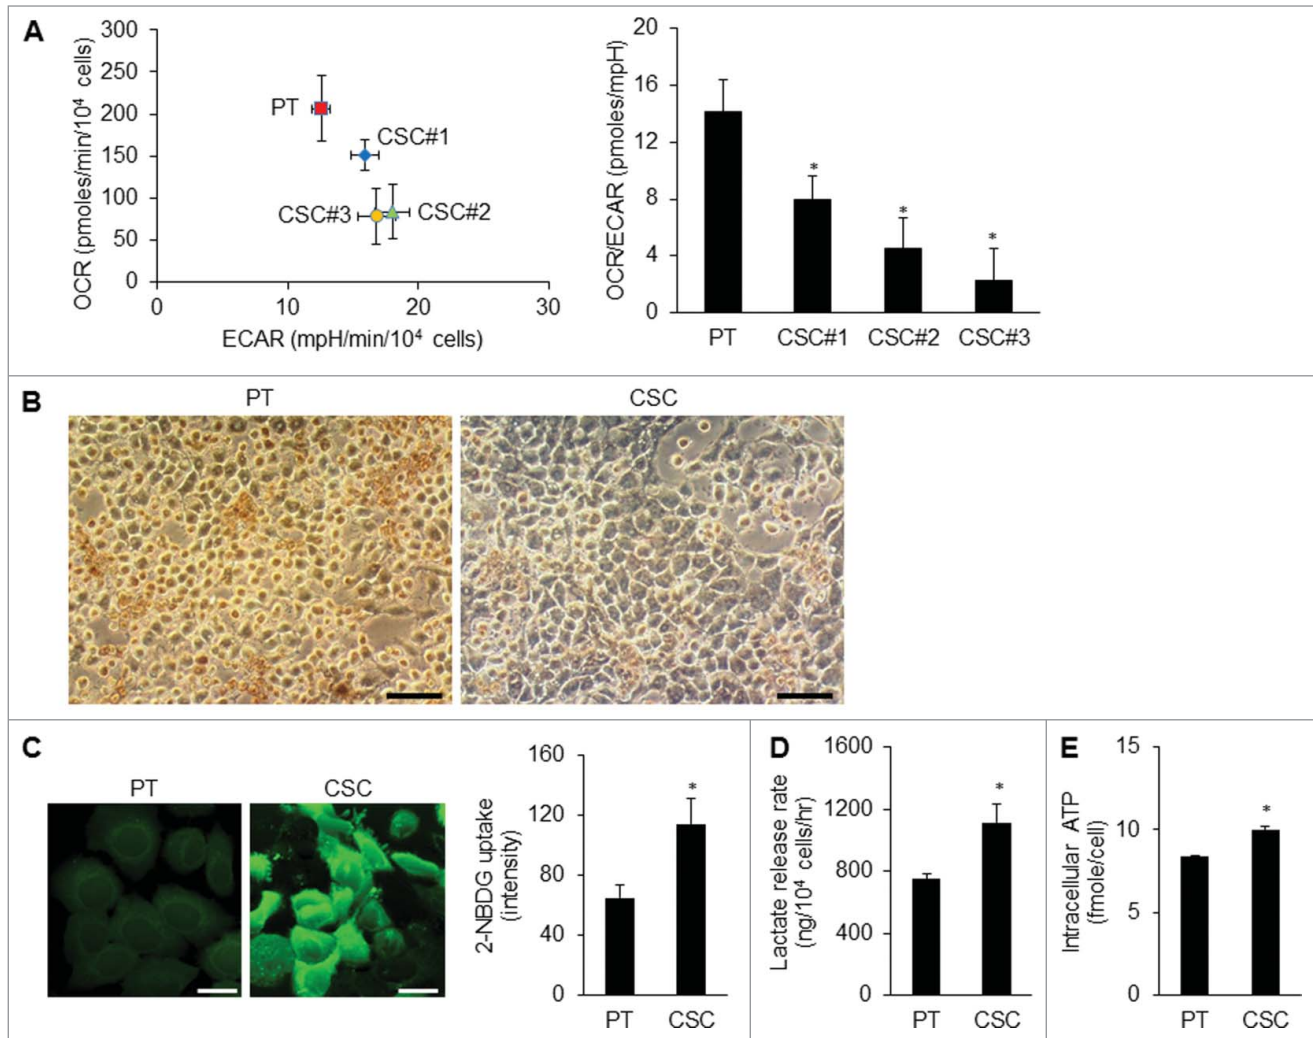 A
300
250
200
150
100
50
0
OCR (pmoles/min/10⁴ cells)
PT
CSC#1
CSC#3
CSC#2
0 10 20 30
ECAR (mpH/min/10⁴ cells)
20
16
12
8
4
0
OCR/ECAR (pmoles/mpH)
*
*
*
PT CSC#1 CSC#2 CSC#3
B
PT CSC
C
PT CSC
160
120
80
40
0
2-NBDG uptake
(intensity)
*
PT CSC
D
1600
1200
800
400
0
Lactate release rate
(ng/10⁴ cells/hr)
*
PT CSC
E
15
10
5
0
Intracellular ATP
(fmole/cell)
*
PT CSC